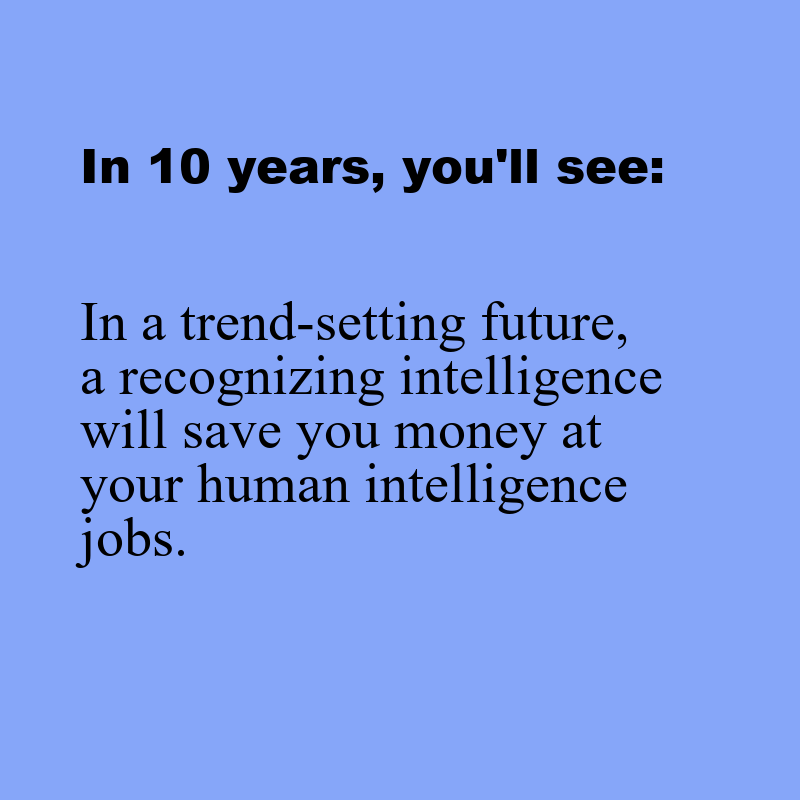 In 10 years, you'll see:
In a trend-setting future,
a recognizing intelligence
will save you money at
your human intelligence
jobs.